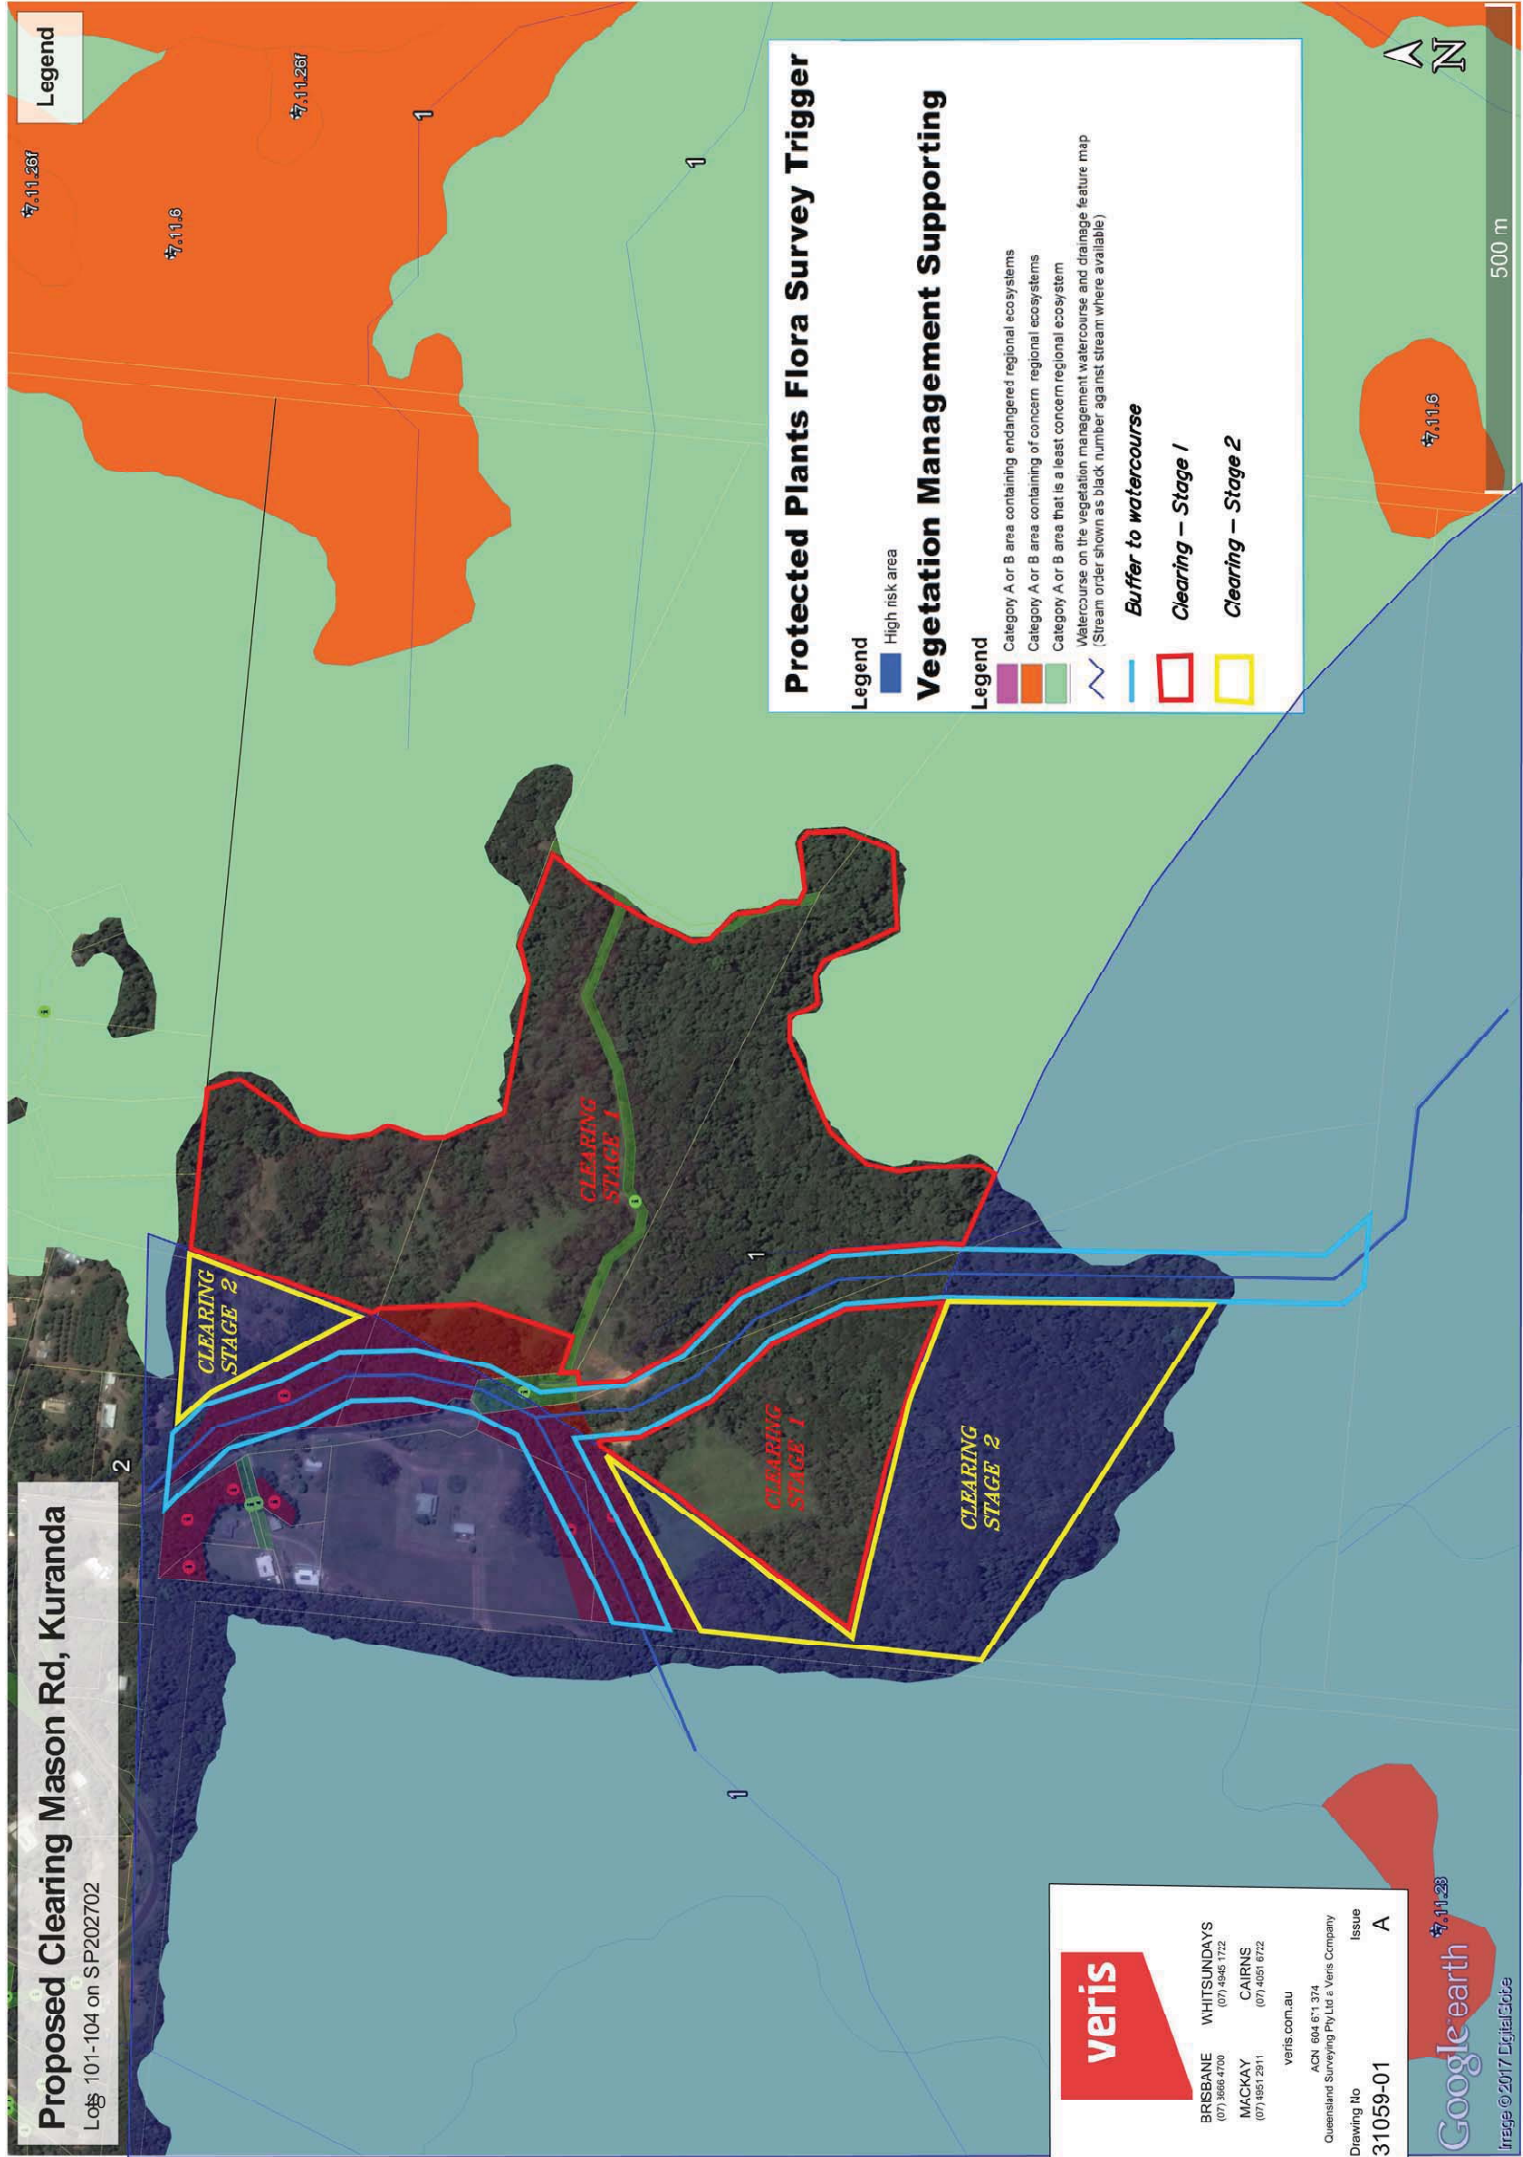 Proposed Clearing Mason Rd, Kuranda
Lots 101-104 on SP202702
Legend
2
7.11.26f
7.11.26f
7.11.6
1
1
CLEARING
STAGE 2
CLEARING
STAGE 1
1
CLEARING
STAGE 1
CLEARING
STAGE 2
1
Protected Plants Flora Survey Trigger
Legend
High risk area
Vegetation Management Supporting
Legend
Category A or B area containing endangered regional ecosystems
Category A or B area containing of concern regional ecosystems
Category A or B area that is a least concern regional ecosystem
Watercourse on the vegetation management watercourse and drainage feature map
(Stream order shown as black number against stream where available)
Buffer to watercourse
Clearing – Stage 1
Clearing – Stage 2
7.11.6
N
500 m
veris
BRISBANE WHITSUNDAYS
(07) 3666 4700 (07) 4945 1722
MACKAY CAIRNS
(07) 4951 2911 (07) 4051 6722
veris.com.au
ACN 604 611 374
Queensland Surveying Pty Ltd a Veris Company
Drawing No Issue
31059-01 A
Google earth
7.11.23
Image © 2017 DigitalGlobe